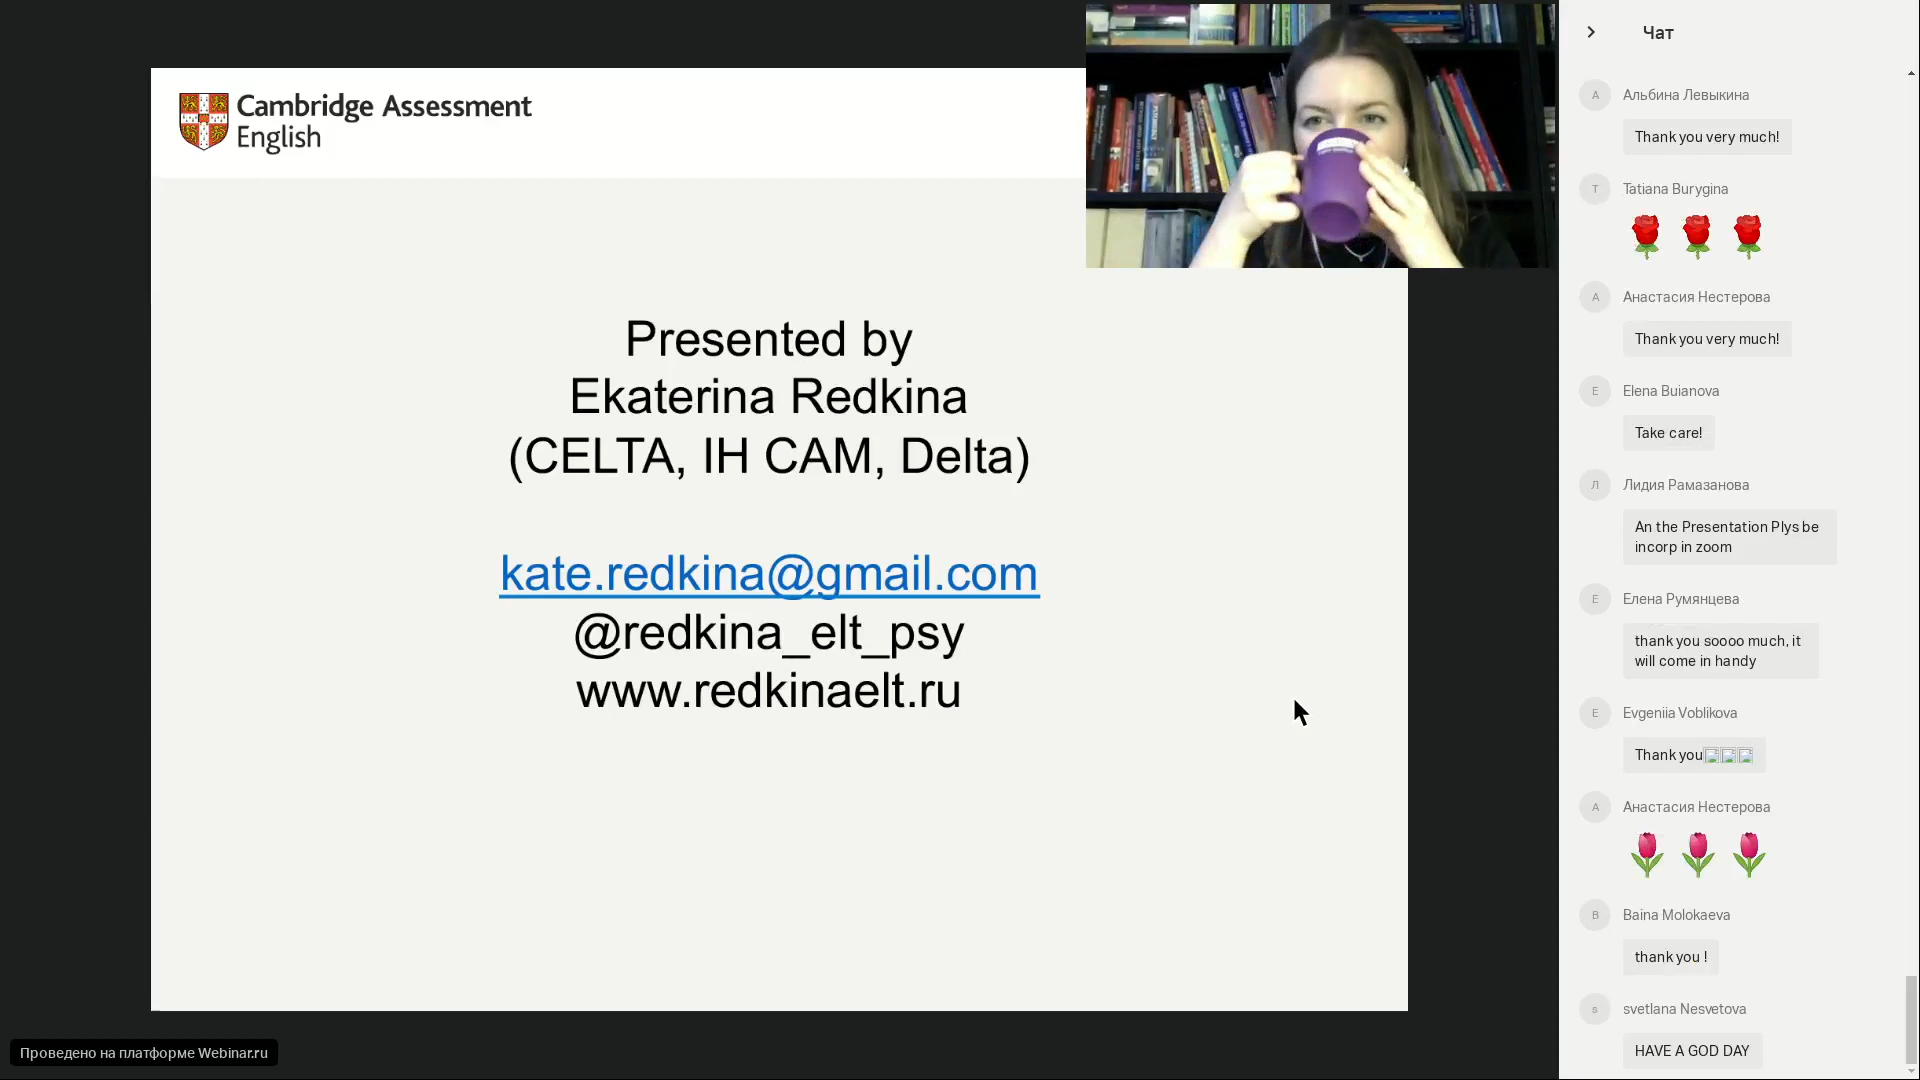 Cambridge Assessment
English
Presented by
Ekaterina Redkina
(CELTA, IH CAM, Delta)
kate.redkina@gmail.com
@redkina_elt_psy
www.redkinaelt.ru
Проведено на платформе Webinar.ru
Чат
А
Альбина Левыкина
Thank you very much!
T
Tatiana Burygina
А
Анастасия Нестерова
Thank you very much!
E
Elena Buianova
Take care!
Л
Лидия Рамазанова
An the Presentation Plys be
incorp in zoom
Е
Елена Румянцева
thank you soooo much, it
will come in handy
E
Evgeniia Voblikova
Thank you
А
Анастасия Нестерова
B
Baina Molokaeva
thank you !
s
svetlana Nesvetova
HAVE A GOD DAY